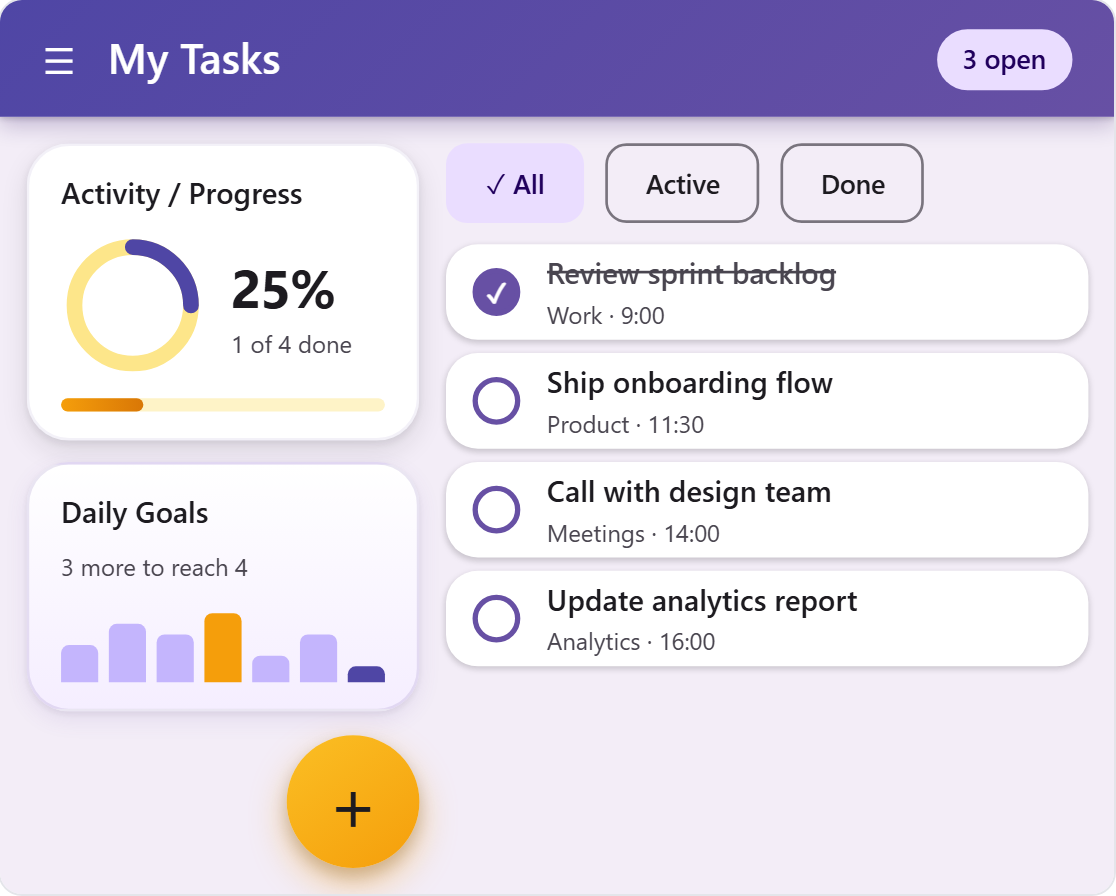 ☰ My Tasks
3 open
Activity / Progress
25%
1 of 4 done
Daily Goals
3 more to reach 4
+
✓ All
Active
Done
✓ Review sprint backlog
Work · 9:00
Ship onboarding flow
Product · 11:30
Call with design team
Meetings · 14:00
Update analytics report
Analytics · 16:00